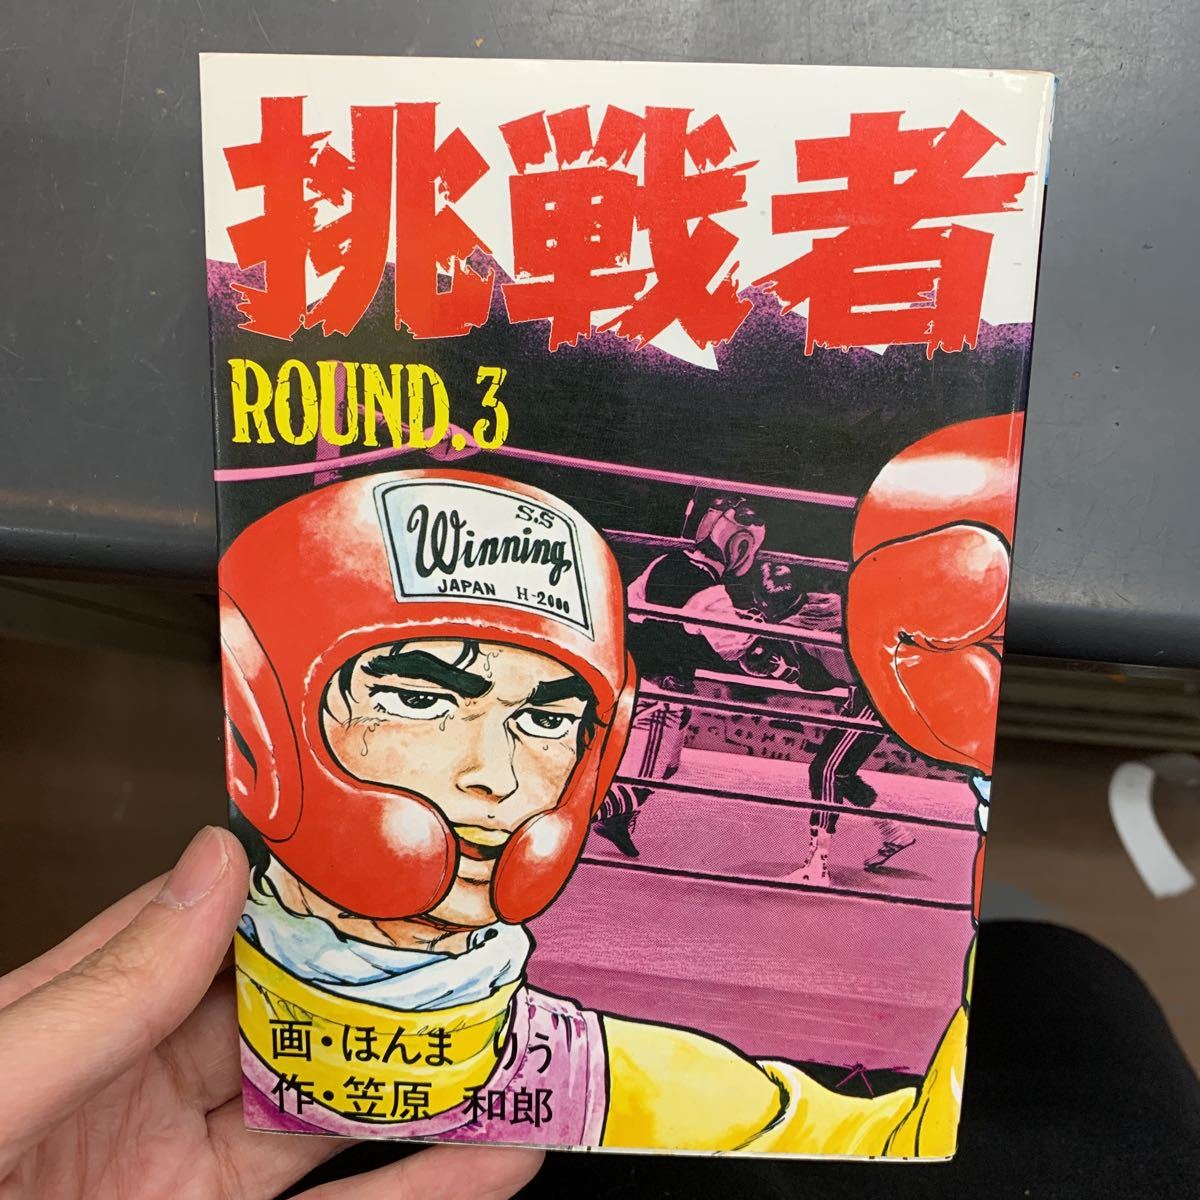 挑戦者
ROUND.3
S.S
Winning
JAPAN H-2000
画・ほんま りう
作・笠原 和郎